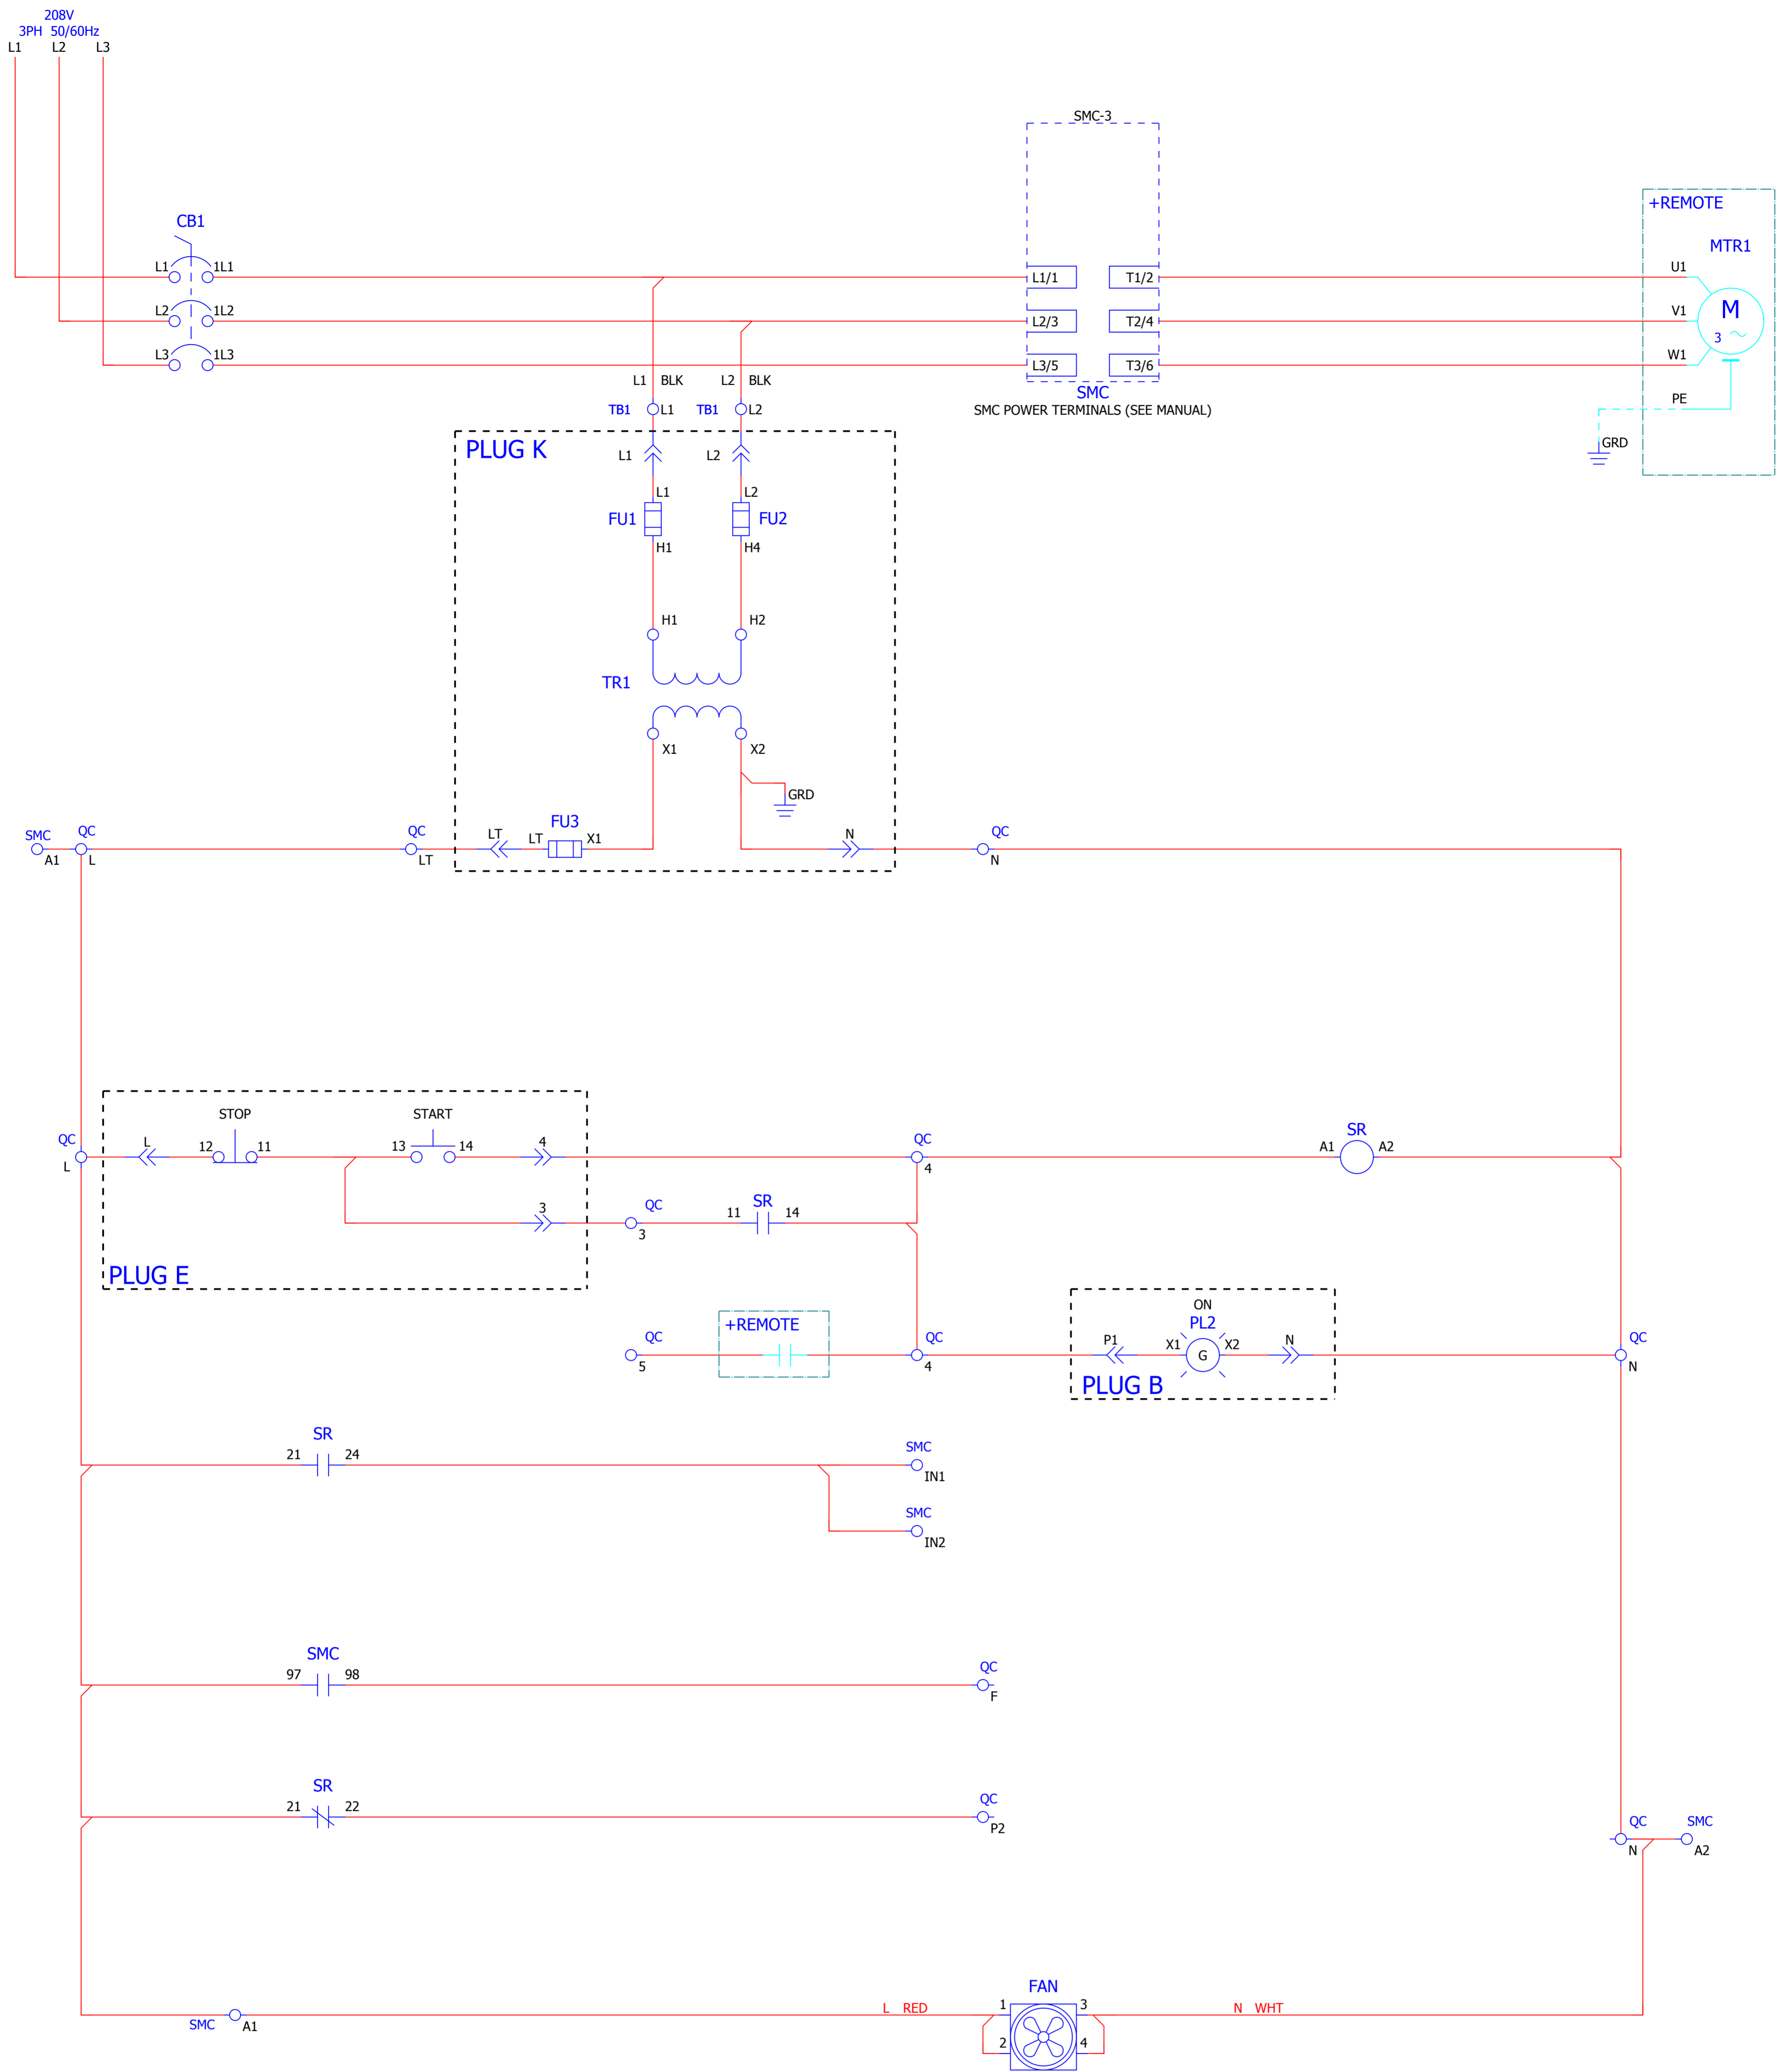 208V
3PH 50/60Hz
L1 L2 L3
SMC-3
+REMOTE
CB1
MTR1
L1 1L1 L1/1 T1/2 U1
M
3
L2 1L2 L2/3 T2/4 V1
L3 1L3 L3/5 T3/6 W1
L1 BLK L2 BLK
SMC
PE
TB1 L1 TB1 L2
SMC POWER TERMINALS (SEE MANUAL)
GRD
PLUG K
L1 L2
L1 L2
FU1 FU2
H1 H4
H1 H2
TR1
X1 X2
GRD
SMC QC QC LT FU3 N QC
LT X1
A1 L LT N
STOP START
QC L 12 11 13 14 4 QC SR
A1 A2
L 4
3 QC 11 SR 14
3
PLUG E
+REMOTE
ON
PL2
QC QC P1 X1 G X2 N QC
5 4 N
PLUG B
SR SMC
21 24
IN1
SMC
IN2
SMC
97 98 QC
F
SR
21 22 QC
P2
QC SMC
N A2
FAN
L RED 1 3 N WHT
SMC A1
2 4